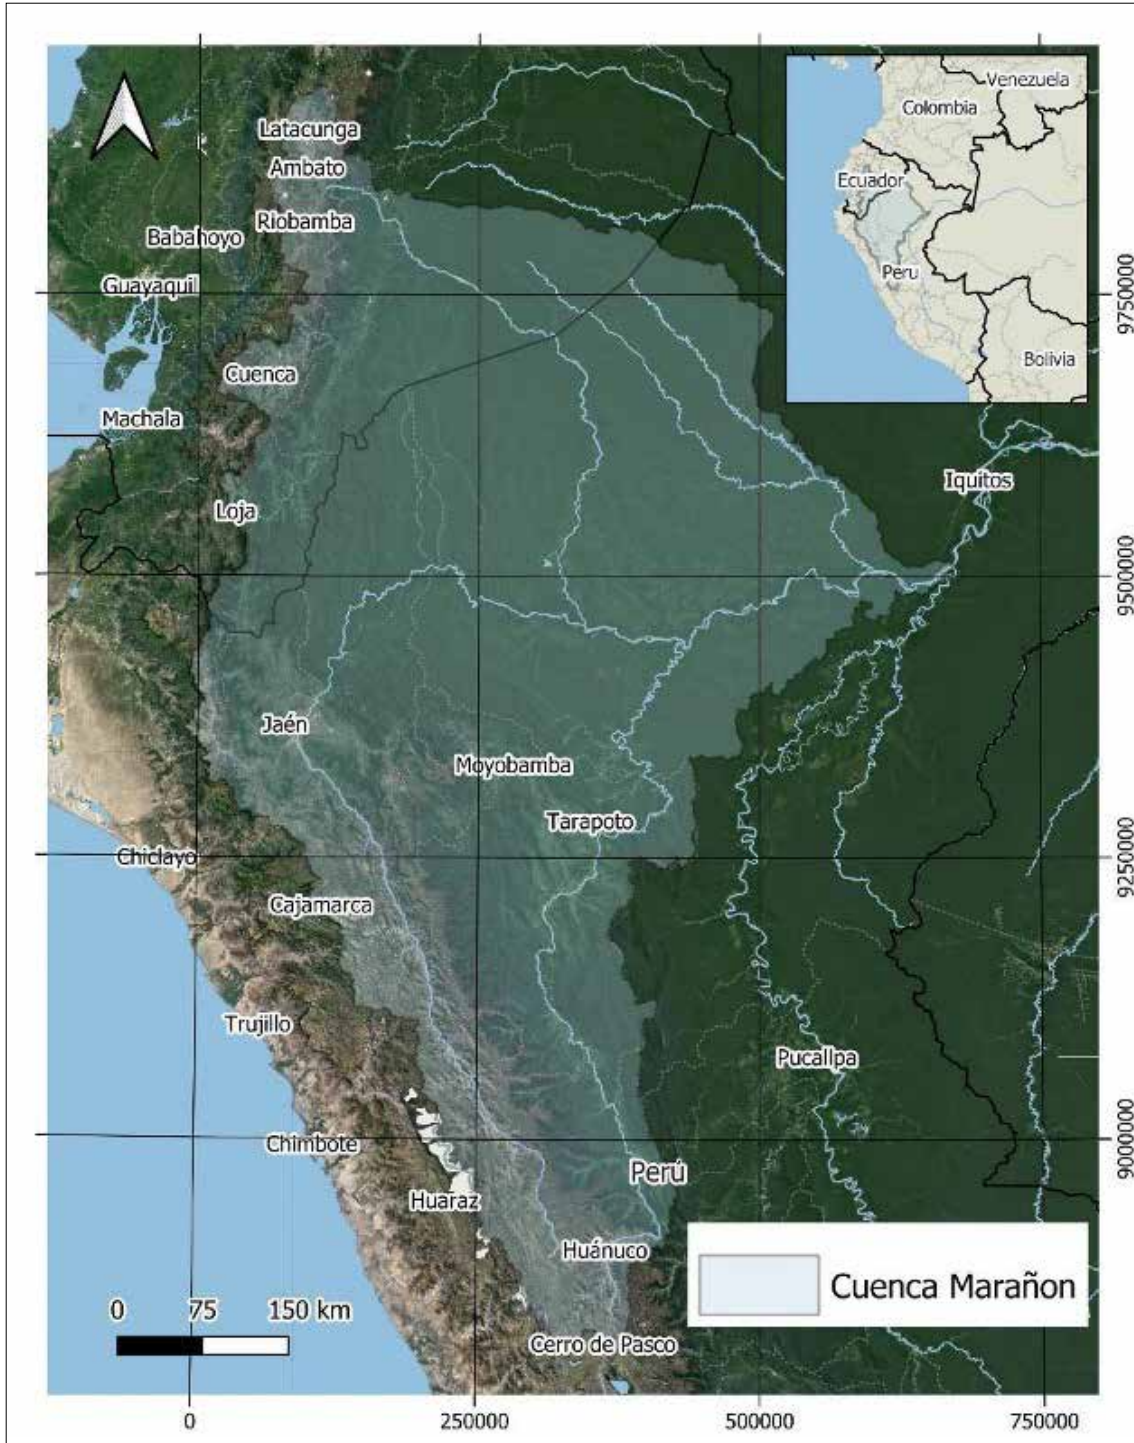 Latacunga
Ambato
Riobamba
Babahoyo
Guayaquil
Cuenca
Machala
Loja
Iquitos
Jaén
Moyobamba
Tarapoto
Chiclayo
Cajamarca
Trujillo
Pucallpa
Chimbote
Perú
Huaraz
Huánuco
Cerro de Pasco
Venezuela
Colombia
Ecuador
Peru
Bolivia
9750000
9500000
9250000
9000000
Cuenca Marañon
0 75 150 km
0 250000 500000 750000